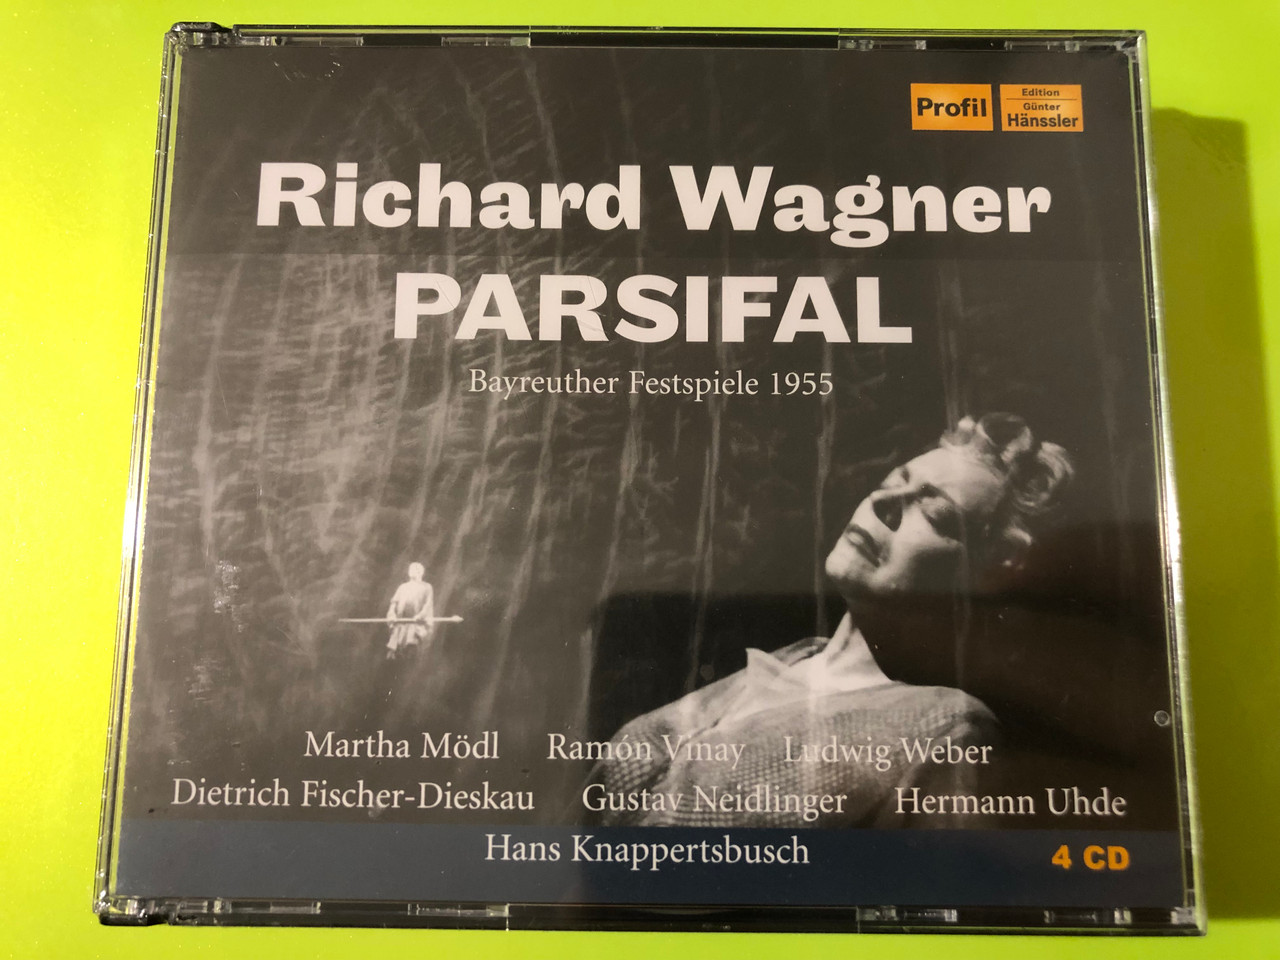 Profil
Edition
Günter
Hänssler
Richard Wagner
PARSIFAL
Bayreuther Festspiele 1955
Martha Mödl Ramón Vinay Ludwig Weber
Dietrich Fischer-Dieskau Gustav Neidlinger Hermann Uhde
Hans Knappertsbusch
4 CD